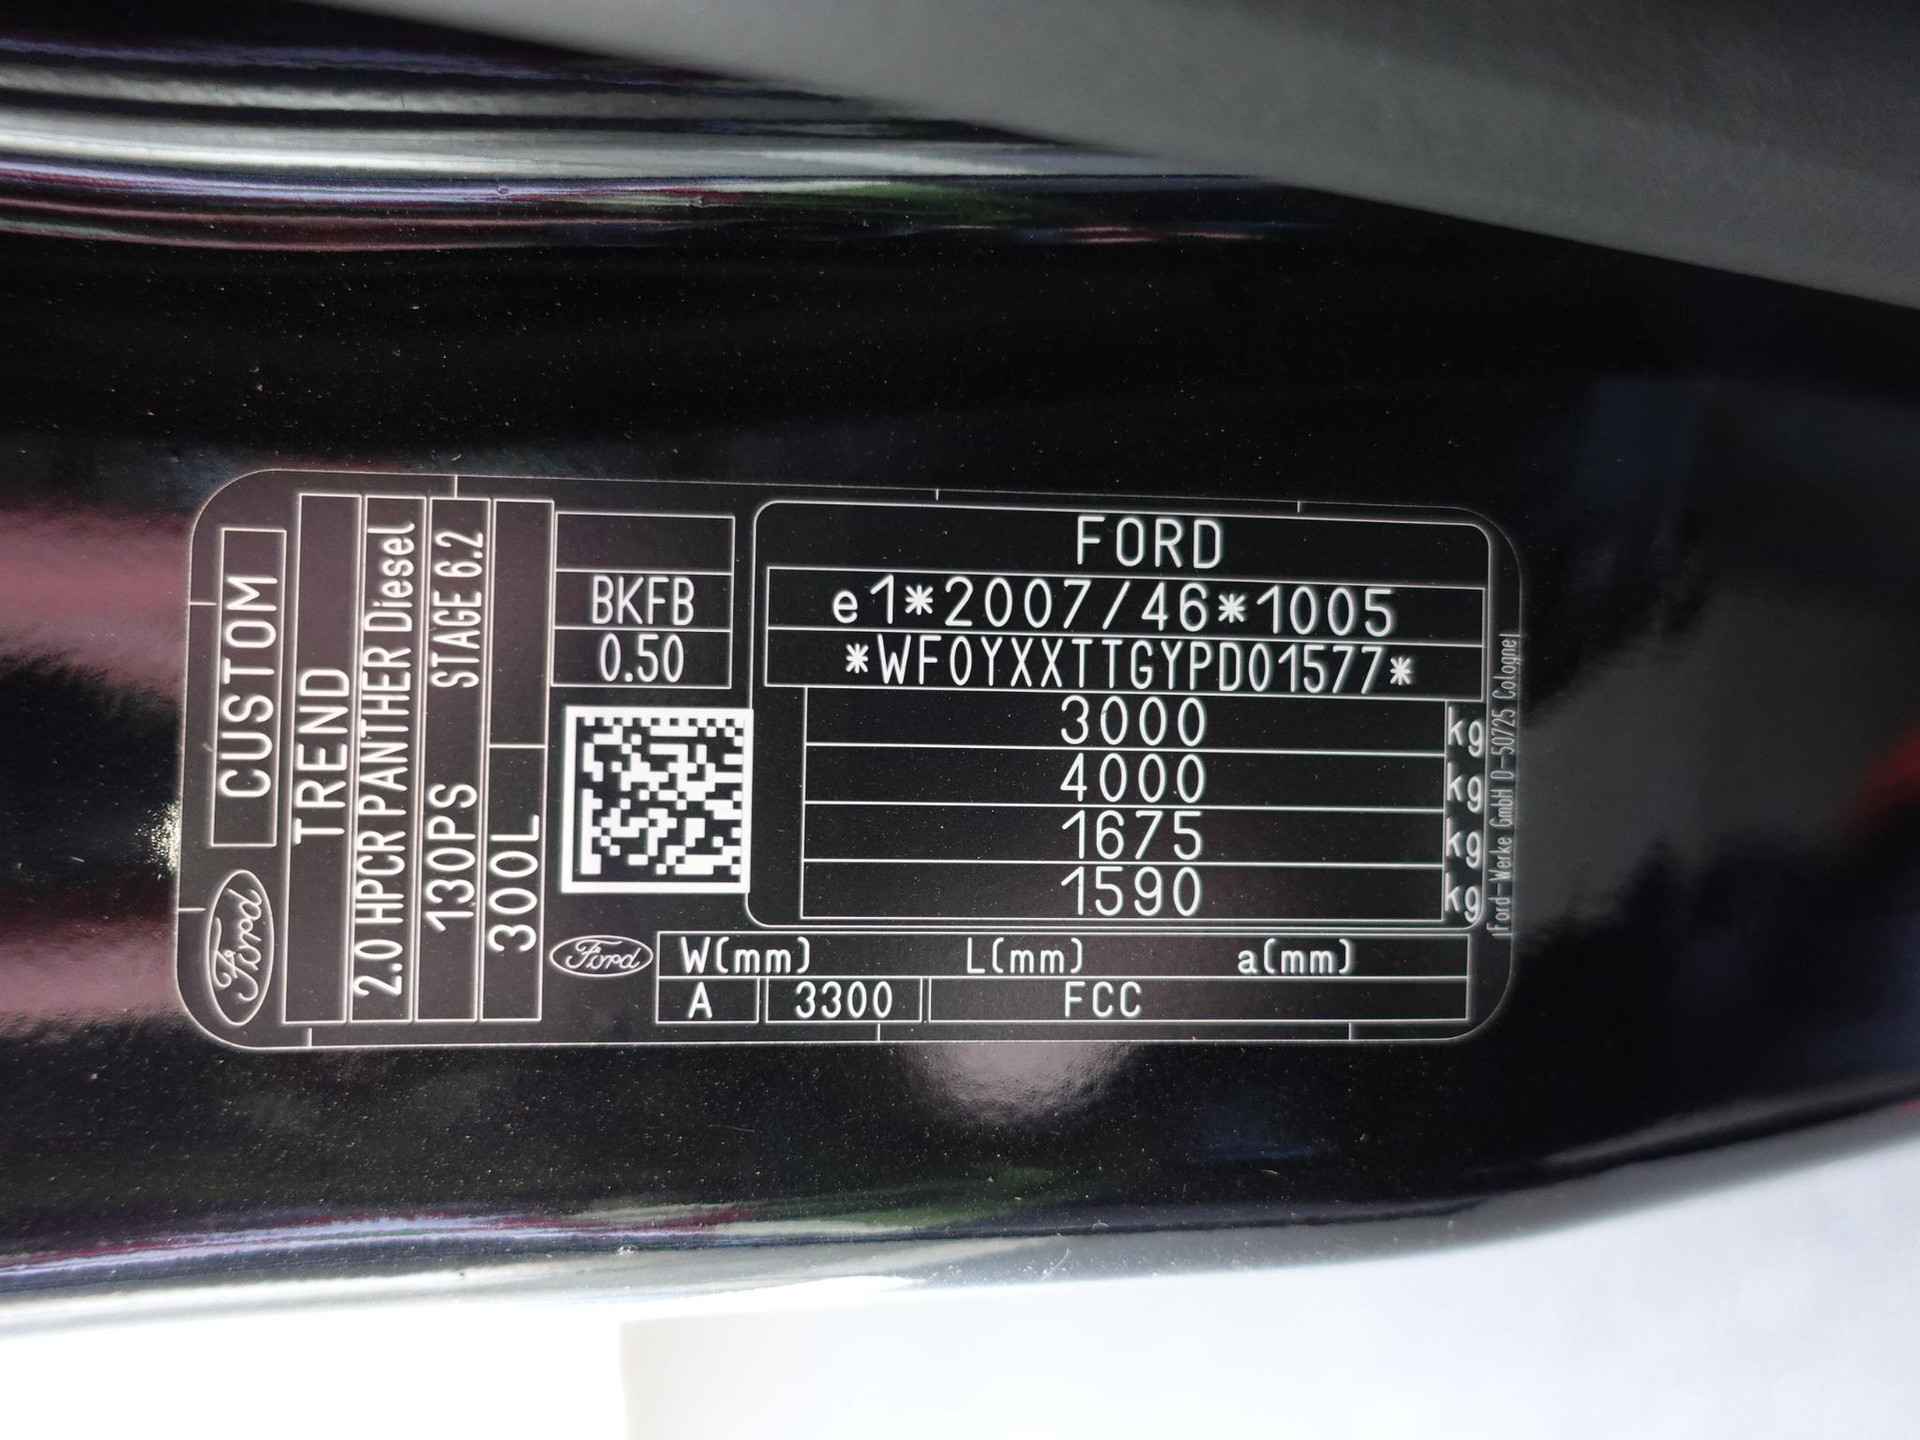 Ford
CUSTOM
TREND
2.0 HPCR PANTHER Diesel
130PS STAGE 6.2
300L
BKFB
0.50
FORD
e1*2007/46*1005
*WF0YXXTTGYPD01577*
3000 kg
4000 kg
1675 kg
1590 kg
Ford
W(mm) L(mm) a(mm)
A 3300 FCC
Ford-Werke GmbH D-50725 Cologne